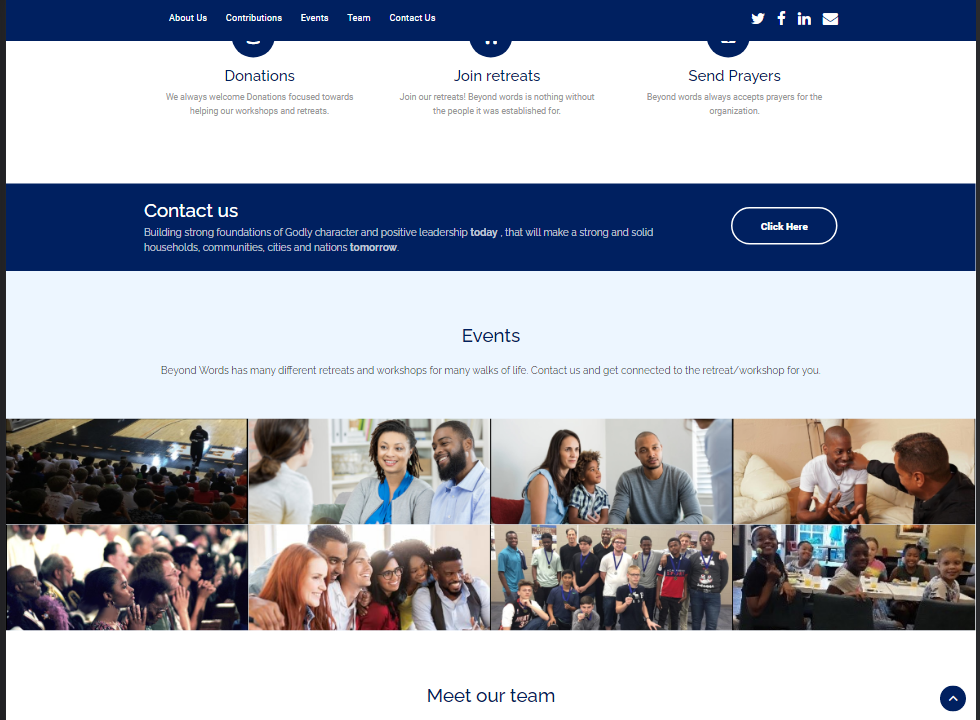 About Us Contributions Events Team Contact Us
Donations
We always welcome Donations focused towards
helping our workshops and retreats.
Join retreats
Join our retreats! Beyond words is nothing without
the people it was established for.
Send Prayers
Beyond words always accepts prayers for the
organization.
Contact us
Building strong foundations of Godly character and positive leadership today , that will make a strong and solid
households, communities, cities and nations tomorrow.
Click Here
Events
Beyond Words has many different retreats and workshops for many walks of life. Contact us and get connected to the retreat/workshop for you.
Meet our team